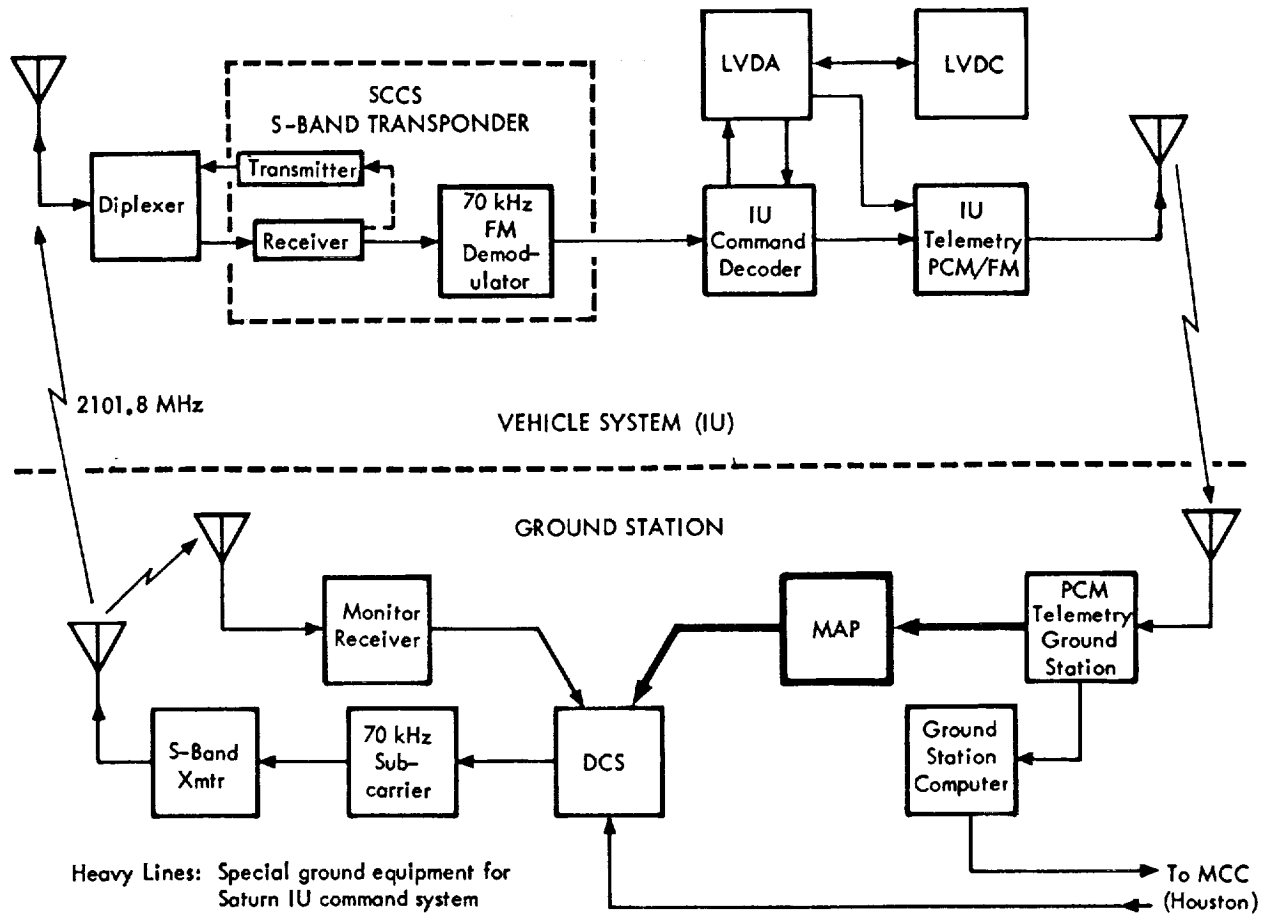 LVDA
LVDC
SCCS
S-BAND TRANSPONDER
Transmitter
Diplexer
Receiver
70 kHz
FM
Demod-
ulator
IU
Command
Decoder
IU
Telemetry
PCM/FM
2101.8 MHz
VEHICLE SYSTEM (IU)
GROUND STATION
Monitor
Receiver
MAP
PCM
Telemetry
Ground
Station
S-Band
Xmtr
70 kHz
Sub-
carrier
DCS
Ground
Station
Computer
Heavy Lines: Special ground equipment for
Saturn IU command system
To MCC
(Houston)